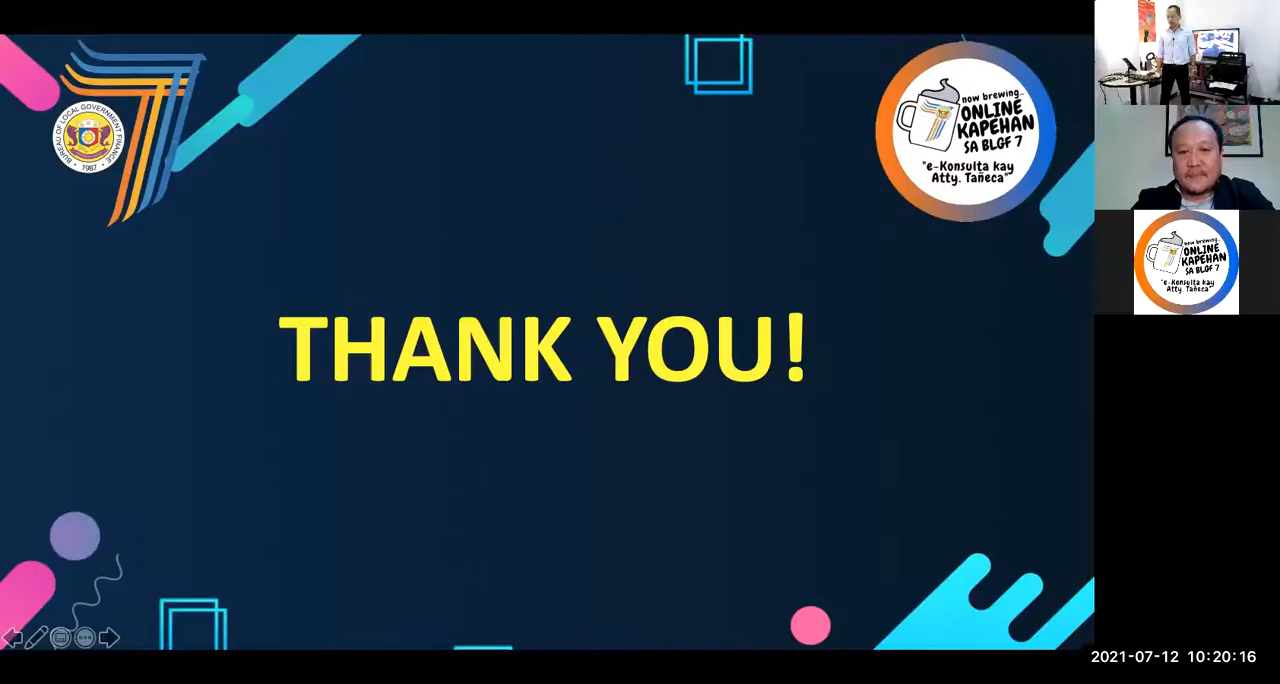 BUREAU OF LOCAL GOVERNMENT FINANCE
1987
now brewing..
ONLINE
KAPEHAN
SA BLGF 7
"e-Konsulta kay
Atty. Tañeca"
THANK YOU!
now brewing..
ONLINE
KAPEHAN
SA BLGF 7
"e-Konsulta kay
Atty. Tañeca"
2021-07-12 10:20:16